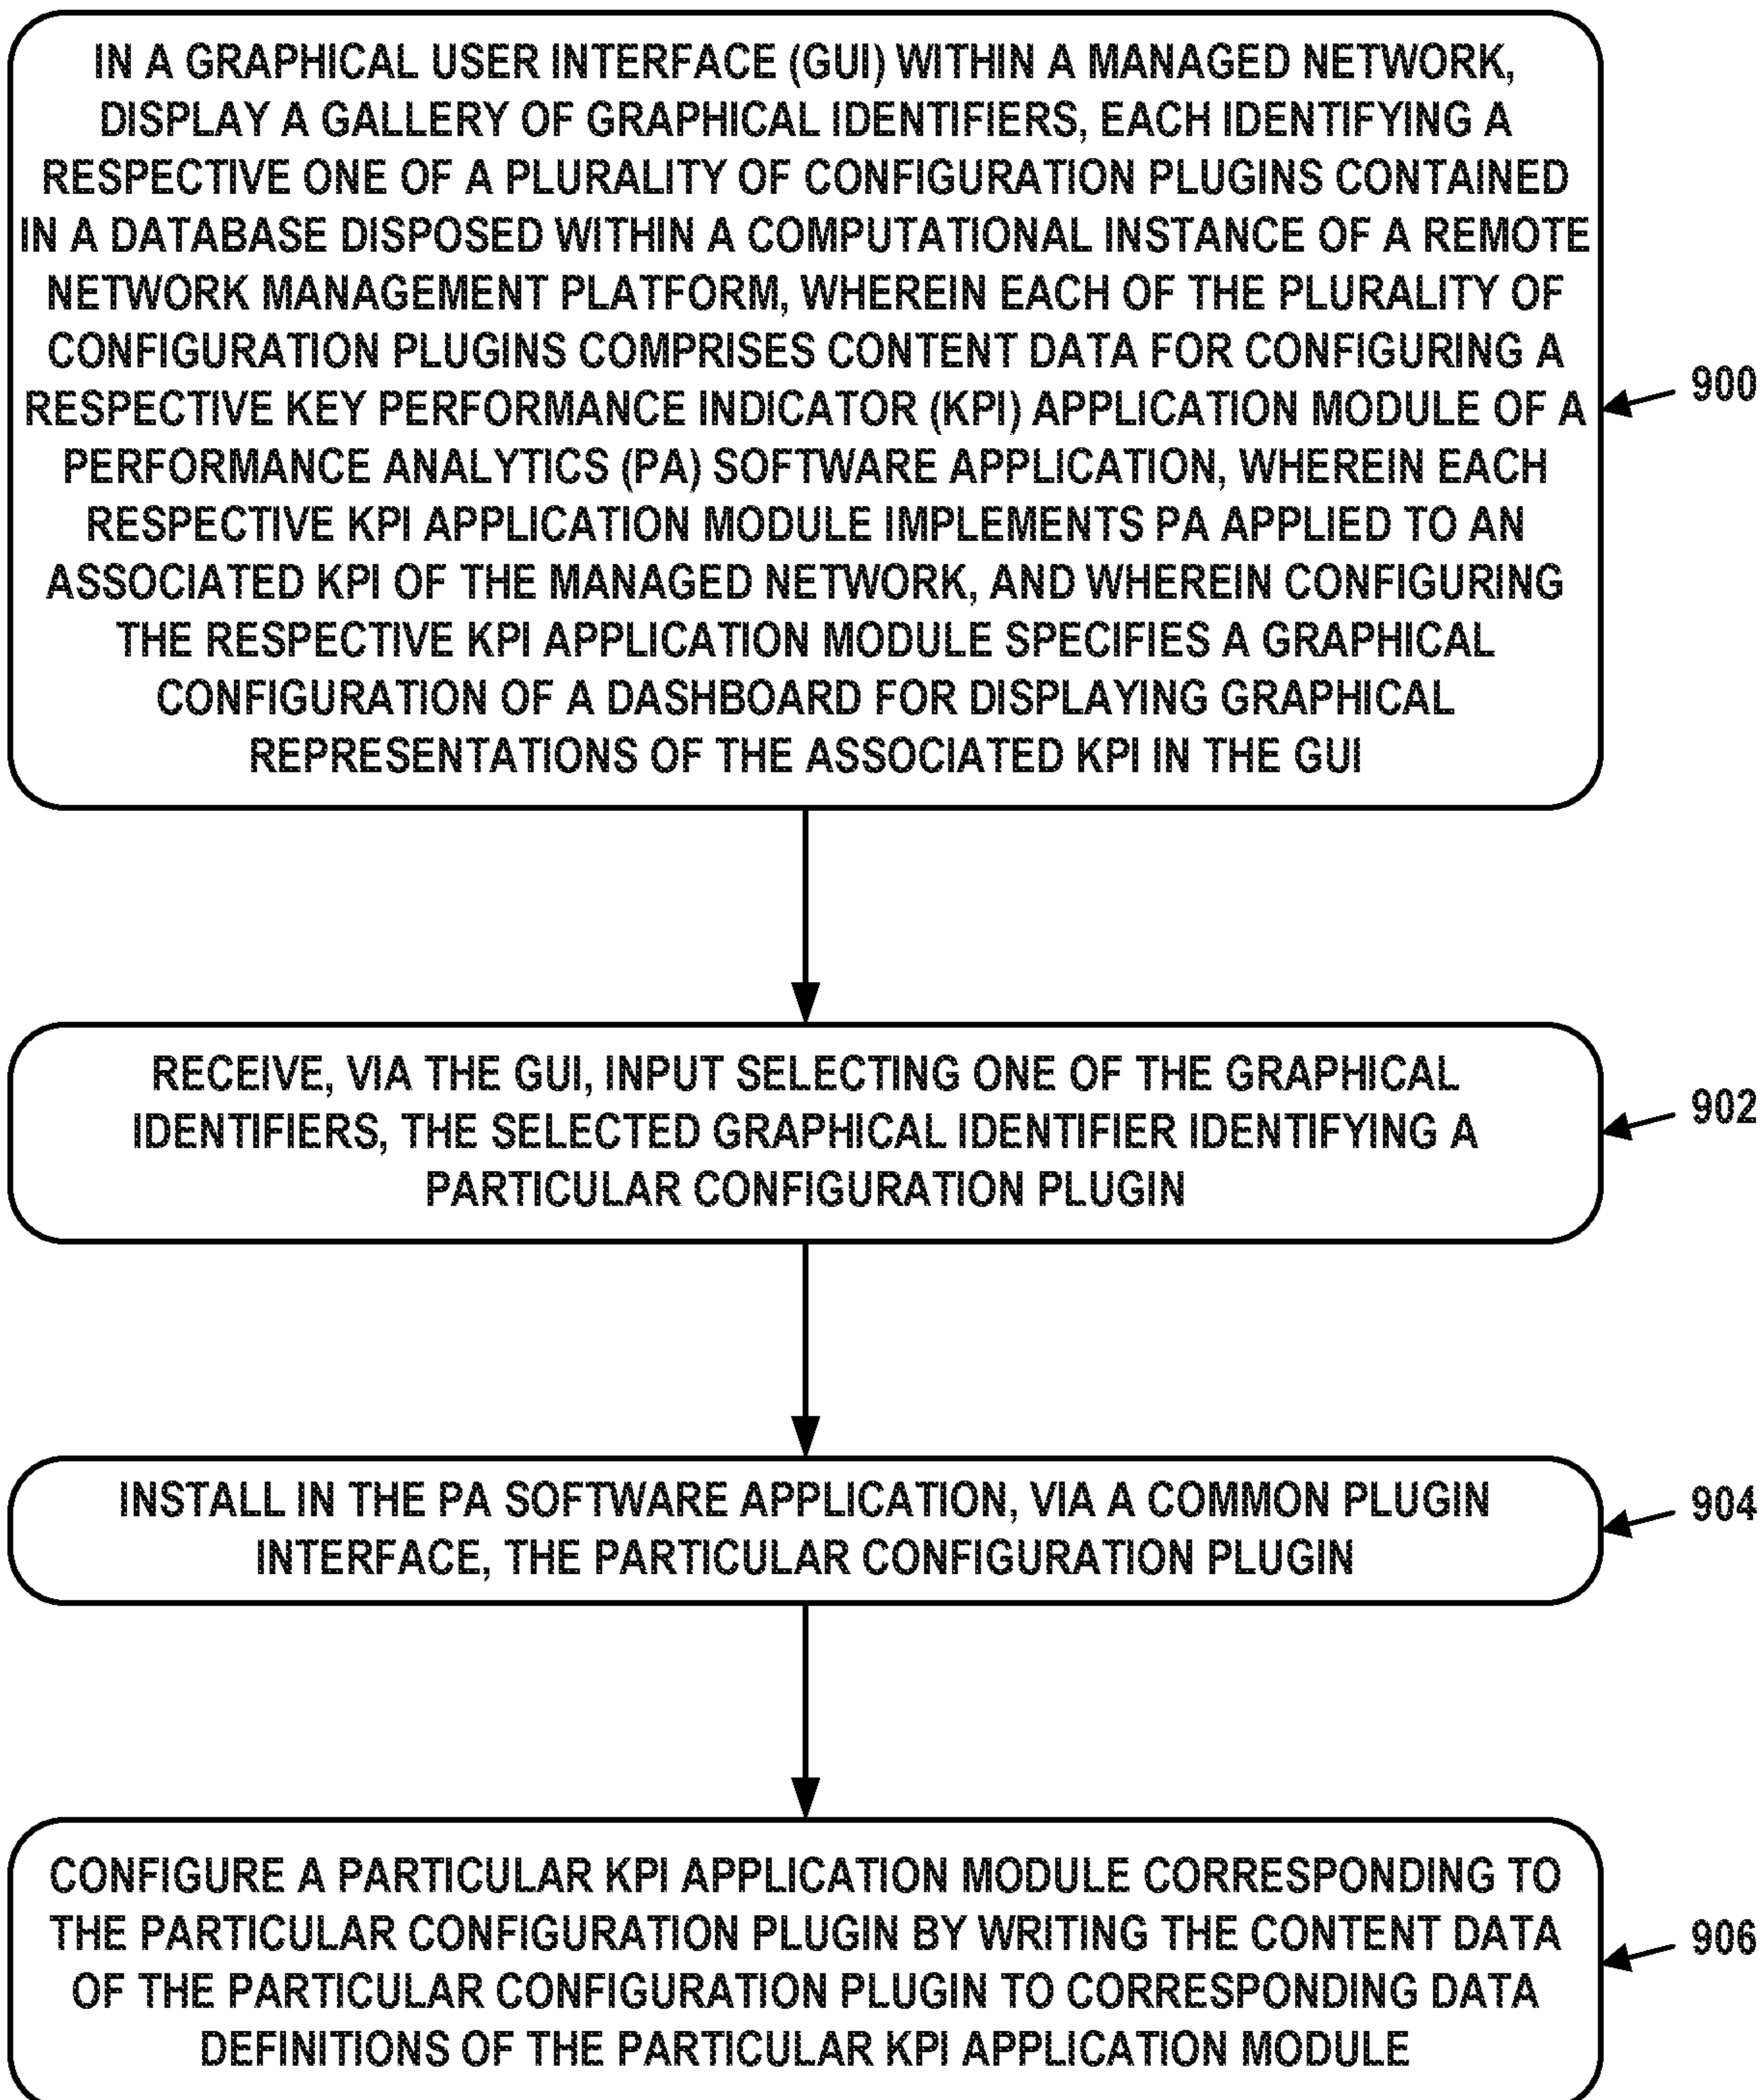 IN A GRAPHICAL USER INTERFACE (GUI) WITHIN A MANAGED NETWORK,
DISPLAY A GALLERY OF GRAPHICAL IDENTIFIERS, EACH IDENTIFYING A
RESPECTIVE ONE OF A PLURALITY OF CONFIGURATION PLUGINS CONTAINED
IN A DATABASE DISPOSED WITHIN A COMPUTATIONAL INSTANCE OF A REMOTE
NETWORK MANAGEMENT PLATFORM, WHEREIN EACH OF THE PLURALITY OF
CONFIGURATION PLUGINS COMPRISES CONTENT DATA FOR CONFIGURING A
RESPECTIVE KEY PERFORMANCE INDICATOR (KPI) APPLICATION MODULE OF A
PERFORMANCE ANALYTICS (PA) SOFTWARE APPLICATION, WHEREIN EACH
RESPECTIVE KPI APPLICATION MODULE IMPLEMENTS PA APPLIED TO AN
ASSOCIATED KPI OF THE MANAGED NETWORK, AND WHEREIN CONFIGURING
THE RESPECTIVE KPI APPLICATION MODULE SPECIFIES A GRAPHICAL
CONFIGURATION OF A DASHBOARD FOR DISPLAYING GRAPHICAL
REPRESENTATIONS OF THE ASSOCIATED KPI IN THE GUI
900
RECEIVE, VIA THE GUI, INPUT SELECTING ONE OF THE GRAPHICAL
IDENTIFIERS, THE SELECTED GRAPHICAL IDENTIFIER IDENTIFYING A
PARTICULAR CONFIGURATION PLUGIN
902
INSTALL IN THE PA SOFTWARE APPLICATION, VIA A COMMON PLUGIN
INTERFACE, THE PARTICULAR CONFIGURATION PLUGIN
904
CONFIGURE A PARTICULAR KPI APPLICATION MODULE CORRESPONDING TO
THE PARTICULAR CONFIGURATION PLUGIN BY WRITING THE CONTENT DATA
OF THE PARTICULAR CONFIGURATION PLUGIN TO CORRESPONDING DATA
DEFINITIONS OF THE PARTICULAR KPI APPLICATION MODULE
906